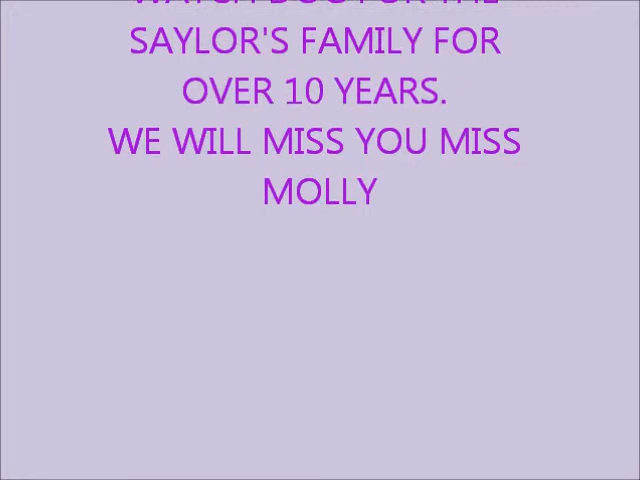 WATCH DOG FOR THE
SAYLOR'S FAMILY FOR
OVER 10 YEARS.
WE WILL MISS YOU MISS
MOLLY